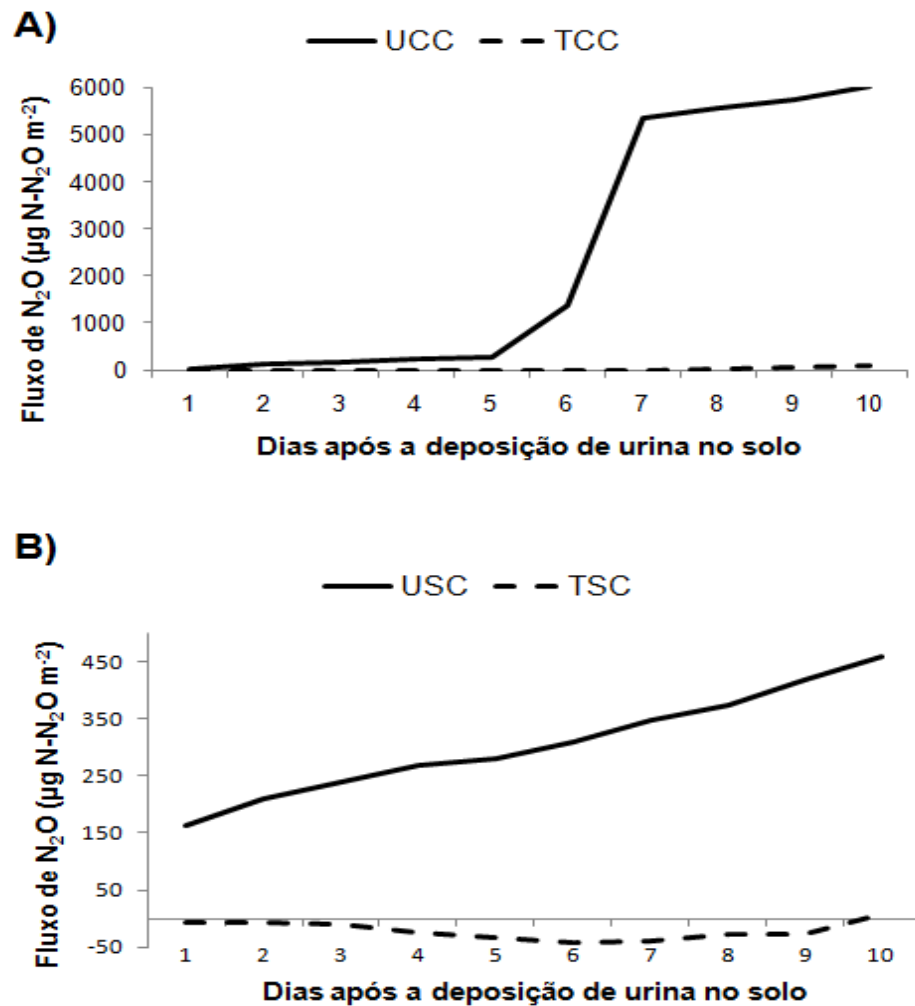 A)
UCC TCC
Fluxo de N₂O (µg N-N₂O m⁻²)
6000
5000
4000
3000
2000
1000
0
1 2 3 4 5 6 7 8 9 10
Dias após a deposição de urina no solo
B)
USC TSC
Fluxo de N₂O (µg N-N₂O m⁻²)
450
350
250
150
50
-50
1 2 3 4 5 6 7 8 9 10
Dias após a deposição de urina no solo